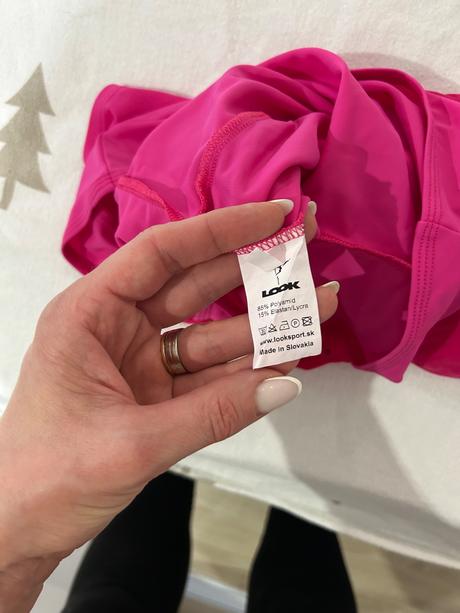 LOOK
85% Polyamid
15% Elastan/Lycra
www.looksport.sk
Made in Slovakia